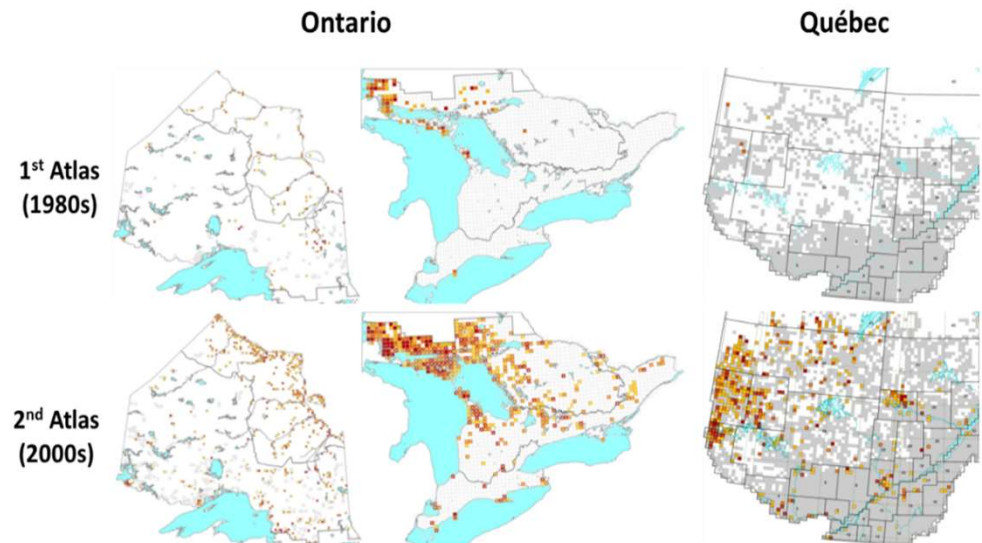 Ontario
Québec
1st Atlas
(1980s)
2nd Atlas
(2000s)